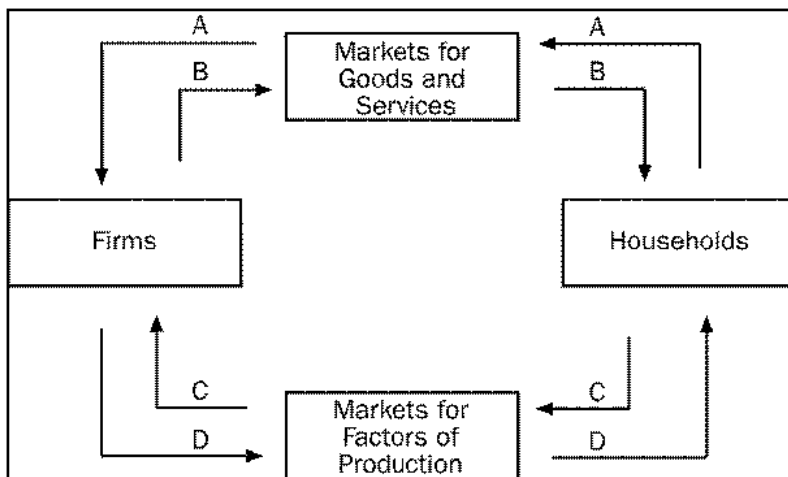 A
A
Markets for
Goods and
Services
B
B
Firms
Households
C
C
Markets for
Factors of
Production
D
D